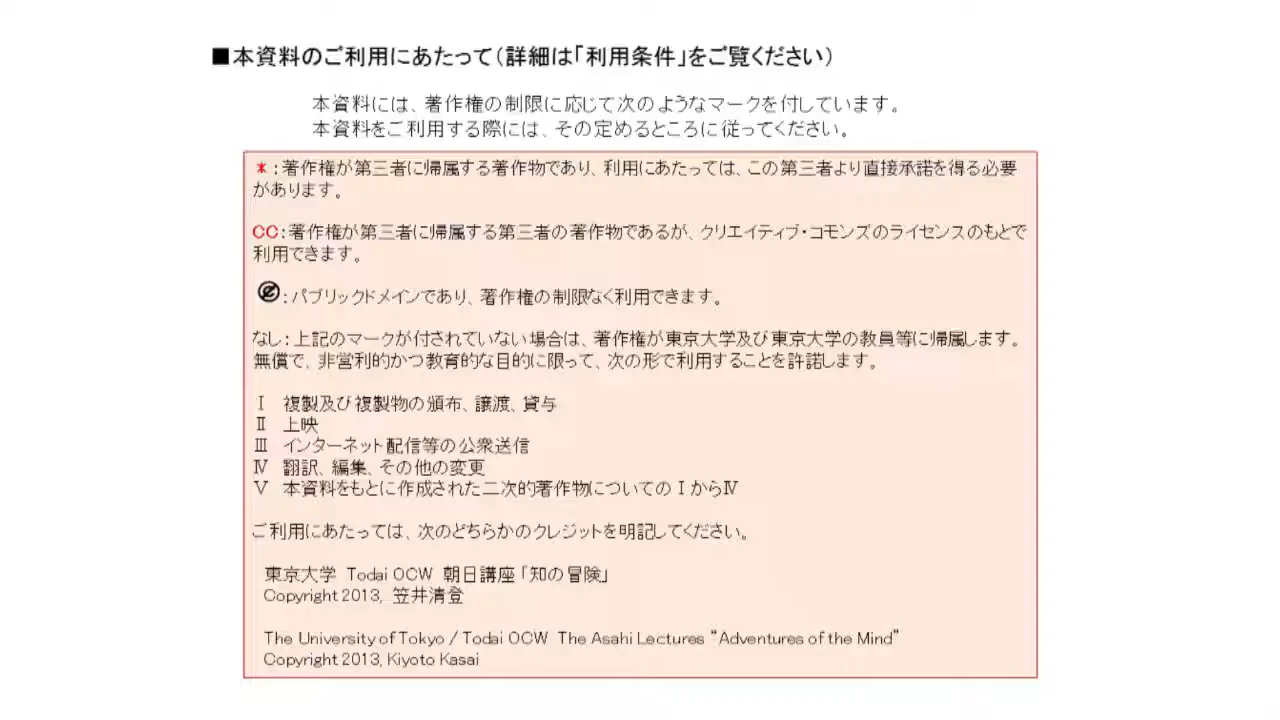 ■本資料のご利用にあたって(詳細は「利用条件」をご覧ください)
本資料には、著作権の制限に応じて次のようなマークを付しています。
本資料をご利用する際には、その定めるところに従ってください。
*:著作権が第三者に帰属する著作物であり、利用にあたっては、この第三者より直接承諾を得る必要
があります。
CC:著作権が第三者に帰属する第三者の著作物であるが、クリエイティブ・コモンズのライセンスのもとで
利用できます。
:パブリックドメインであり、著作権の制限なく利用できます。
なし:上記のマークが付されていない場合は、著作権が東京大学及び東京大学の教員等に帰属します。
無償で、非営利的かつ教育的な目的に限って、次の形で利用することを許諾します。
Ⅰ 複製及び複製物の頒布、譲渡、貸与
Ⅱ 上映
Ⅲ インターネット配信等の公衆送信
Ⅳ 翻訳、編集、その他の変更
Ⅴ 本資料をもとに作成された二次的著作物についてのⅠからⅣ
ご利用にあたっては、次のどちらかのクレジットを明記してください。
東京大学 Todai OCW 朝日講座「知の冒険」
Copyright 2013, 笠井清登
The University of Tokyo / Todai OCW The Asahi Lectures “Adventures of the Mind”
Copyright 2013, Kiyoto Kasai